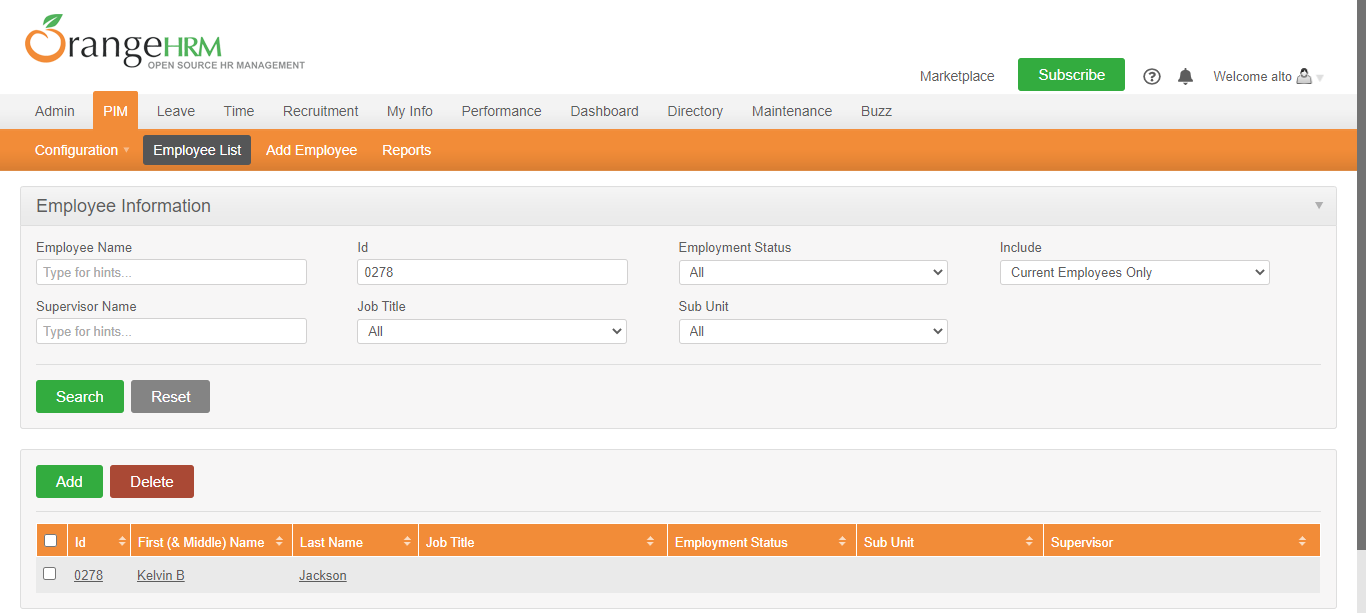 OrangeHRM
OPEN SOURCE HR MANAGEMENT
Marketplace Subscribe ? Welcome alto
Admin PIM Leave Time Recruitment My Info Performance Dashboard Directory Maintenance Buzz
Configuration Employee List Add Employee Reports
Employee Information
Employee Name Id Employment Status Include
Type for hints... 0278 All Current Employees Only
Supervisor Name Job Title Sub Unit
Type for hints... All All
Search Reset
Add Delete
Id First (& Middle) Name Last Name Job Title Employment Status Sub Unit Supervisor
0278 Kelvin B Jackson